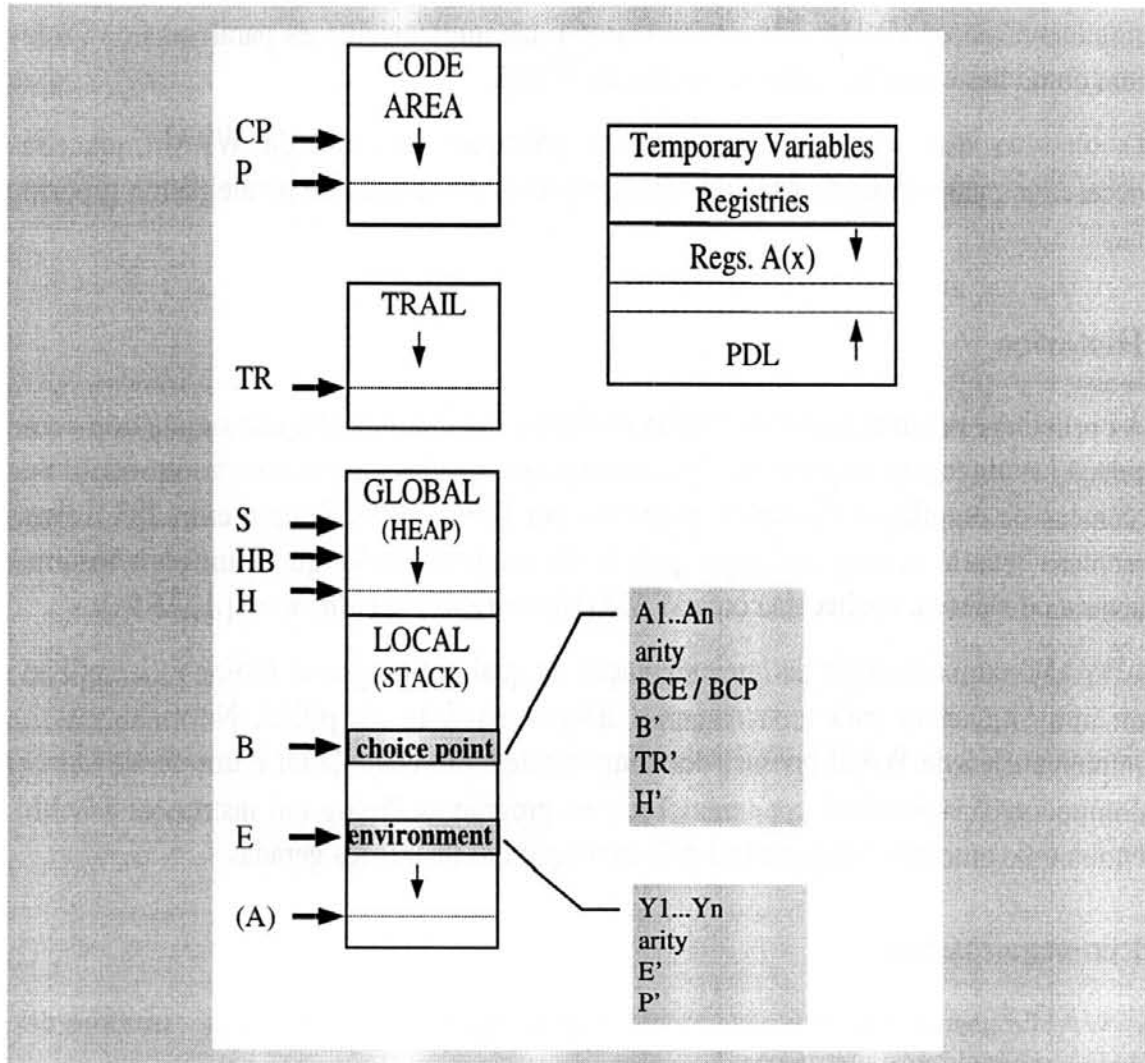 CODE
AREA
CP
P
Temporary Variables
Registries
Regs. A(x)
PDL
TRAIL
TR
GLOBAL
(HEAP)
S
HB
H
LOCAL
(STACK)
B
choice point
E
environment
(A)
A1..An
arity
BCE / BCP
B'
TR'
H'
Y1...Yn
arity
E'
P'